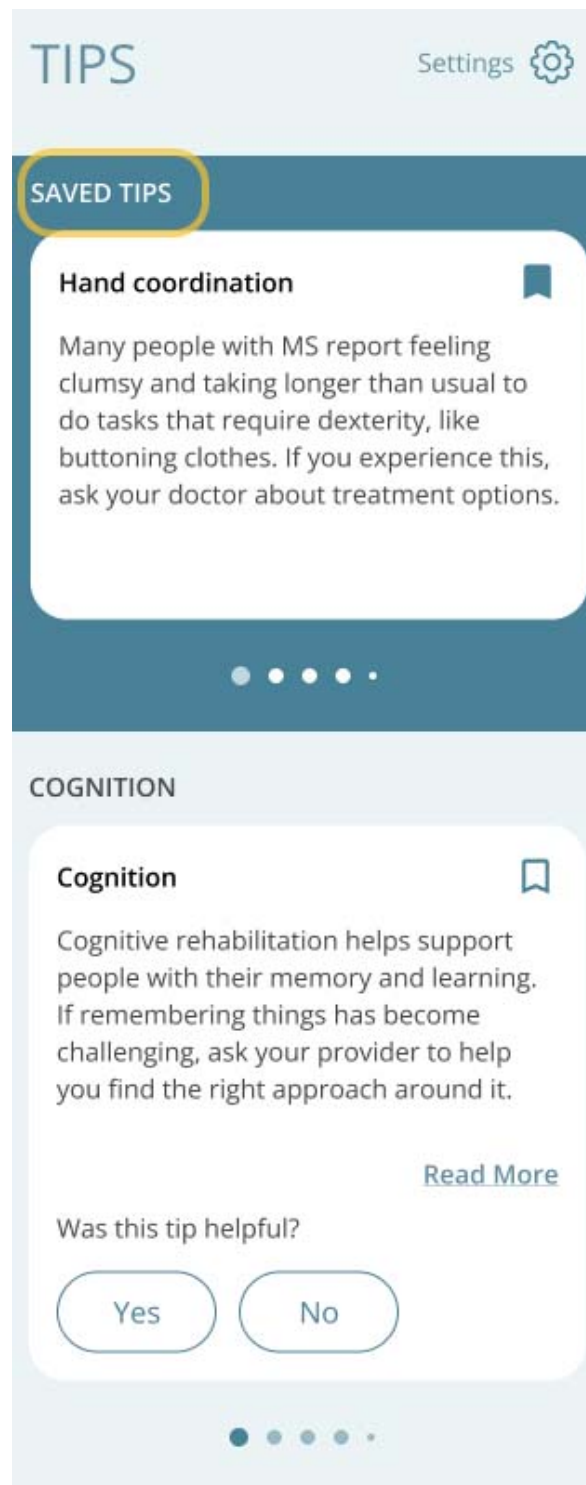 TIPS
Settings
SAVED TIPS
Hand coordination
Many people with MS report feeling
clumsy and taking longer than usual to
do tasks that require dexterity, like
buttoning clothes. If you experience this,
ask your doctor about treatment options.
COGNITION
Cognition
Cognitive rehabilitation helps support
people with their memory and learning.
If remembering things has become
challenging, ask your provider to help
you find the right approach around it.
Read More
Was this tip helpful?
Yes
No